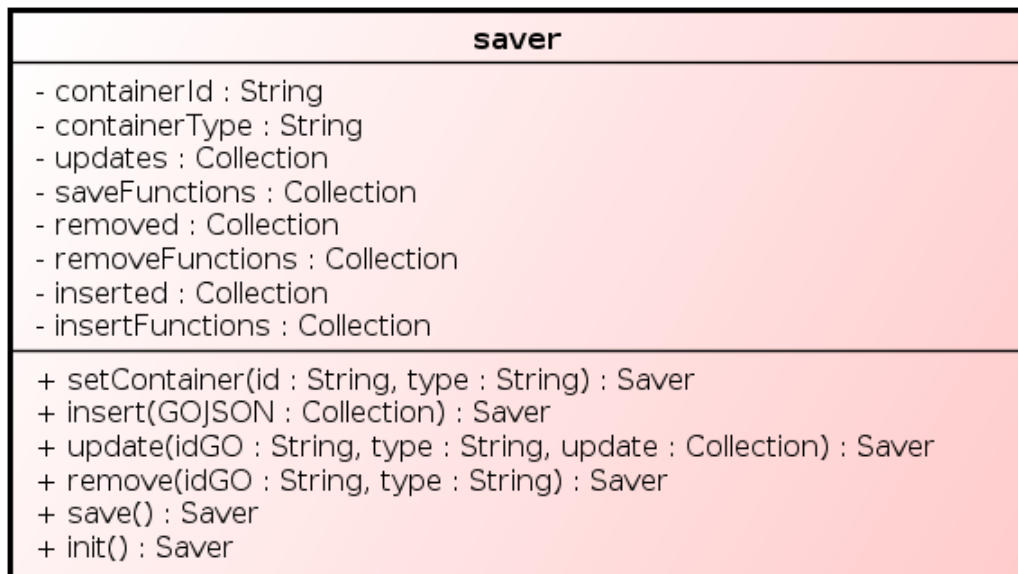 saver
- containerId : String
- containerType : String
- updates : Collection
- saveFunctions : Collection
- removed : Collection
- removeFunctions : Collection
- inserted : Collection
- insertFunctions : Collection
+ setContainer(id : String, type : String) : Saver
+ insert(GOJSON : Collection) : Saver
+ update(idGO : String, type : String, update : Collection) : Saver
+ remove(idGO : String, type : String) : Saver
+ save() : Saver
+ init() : Saver